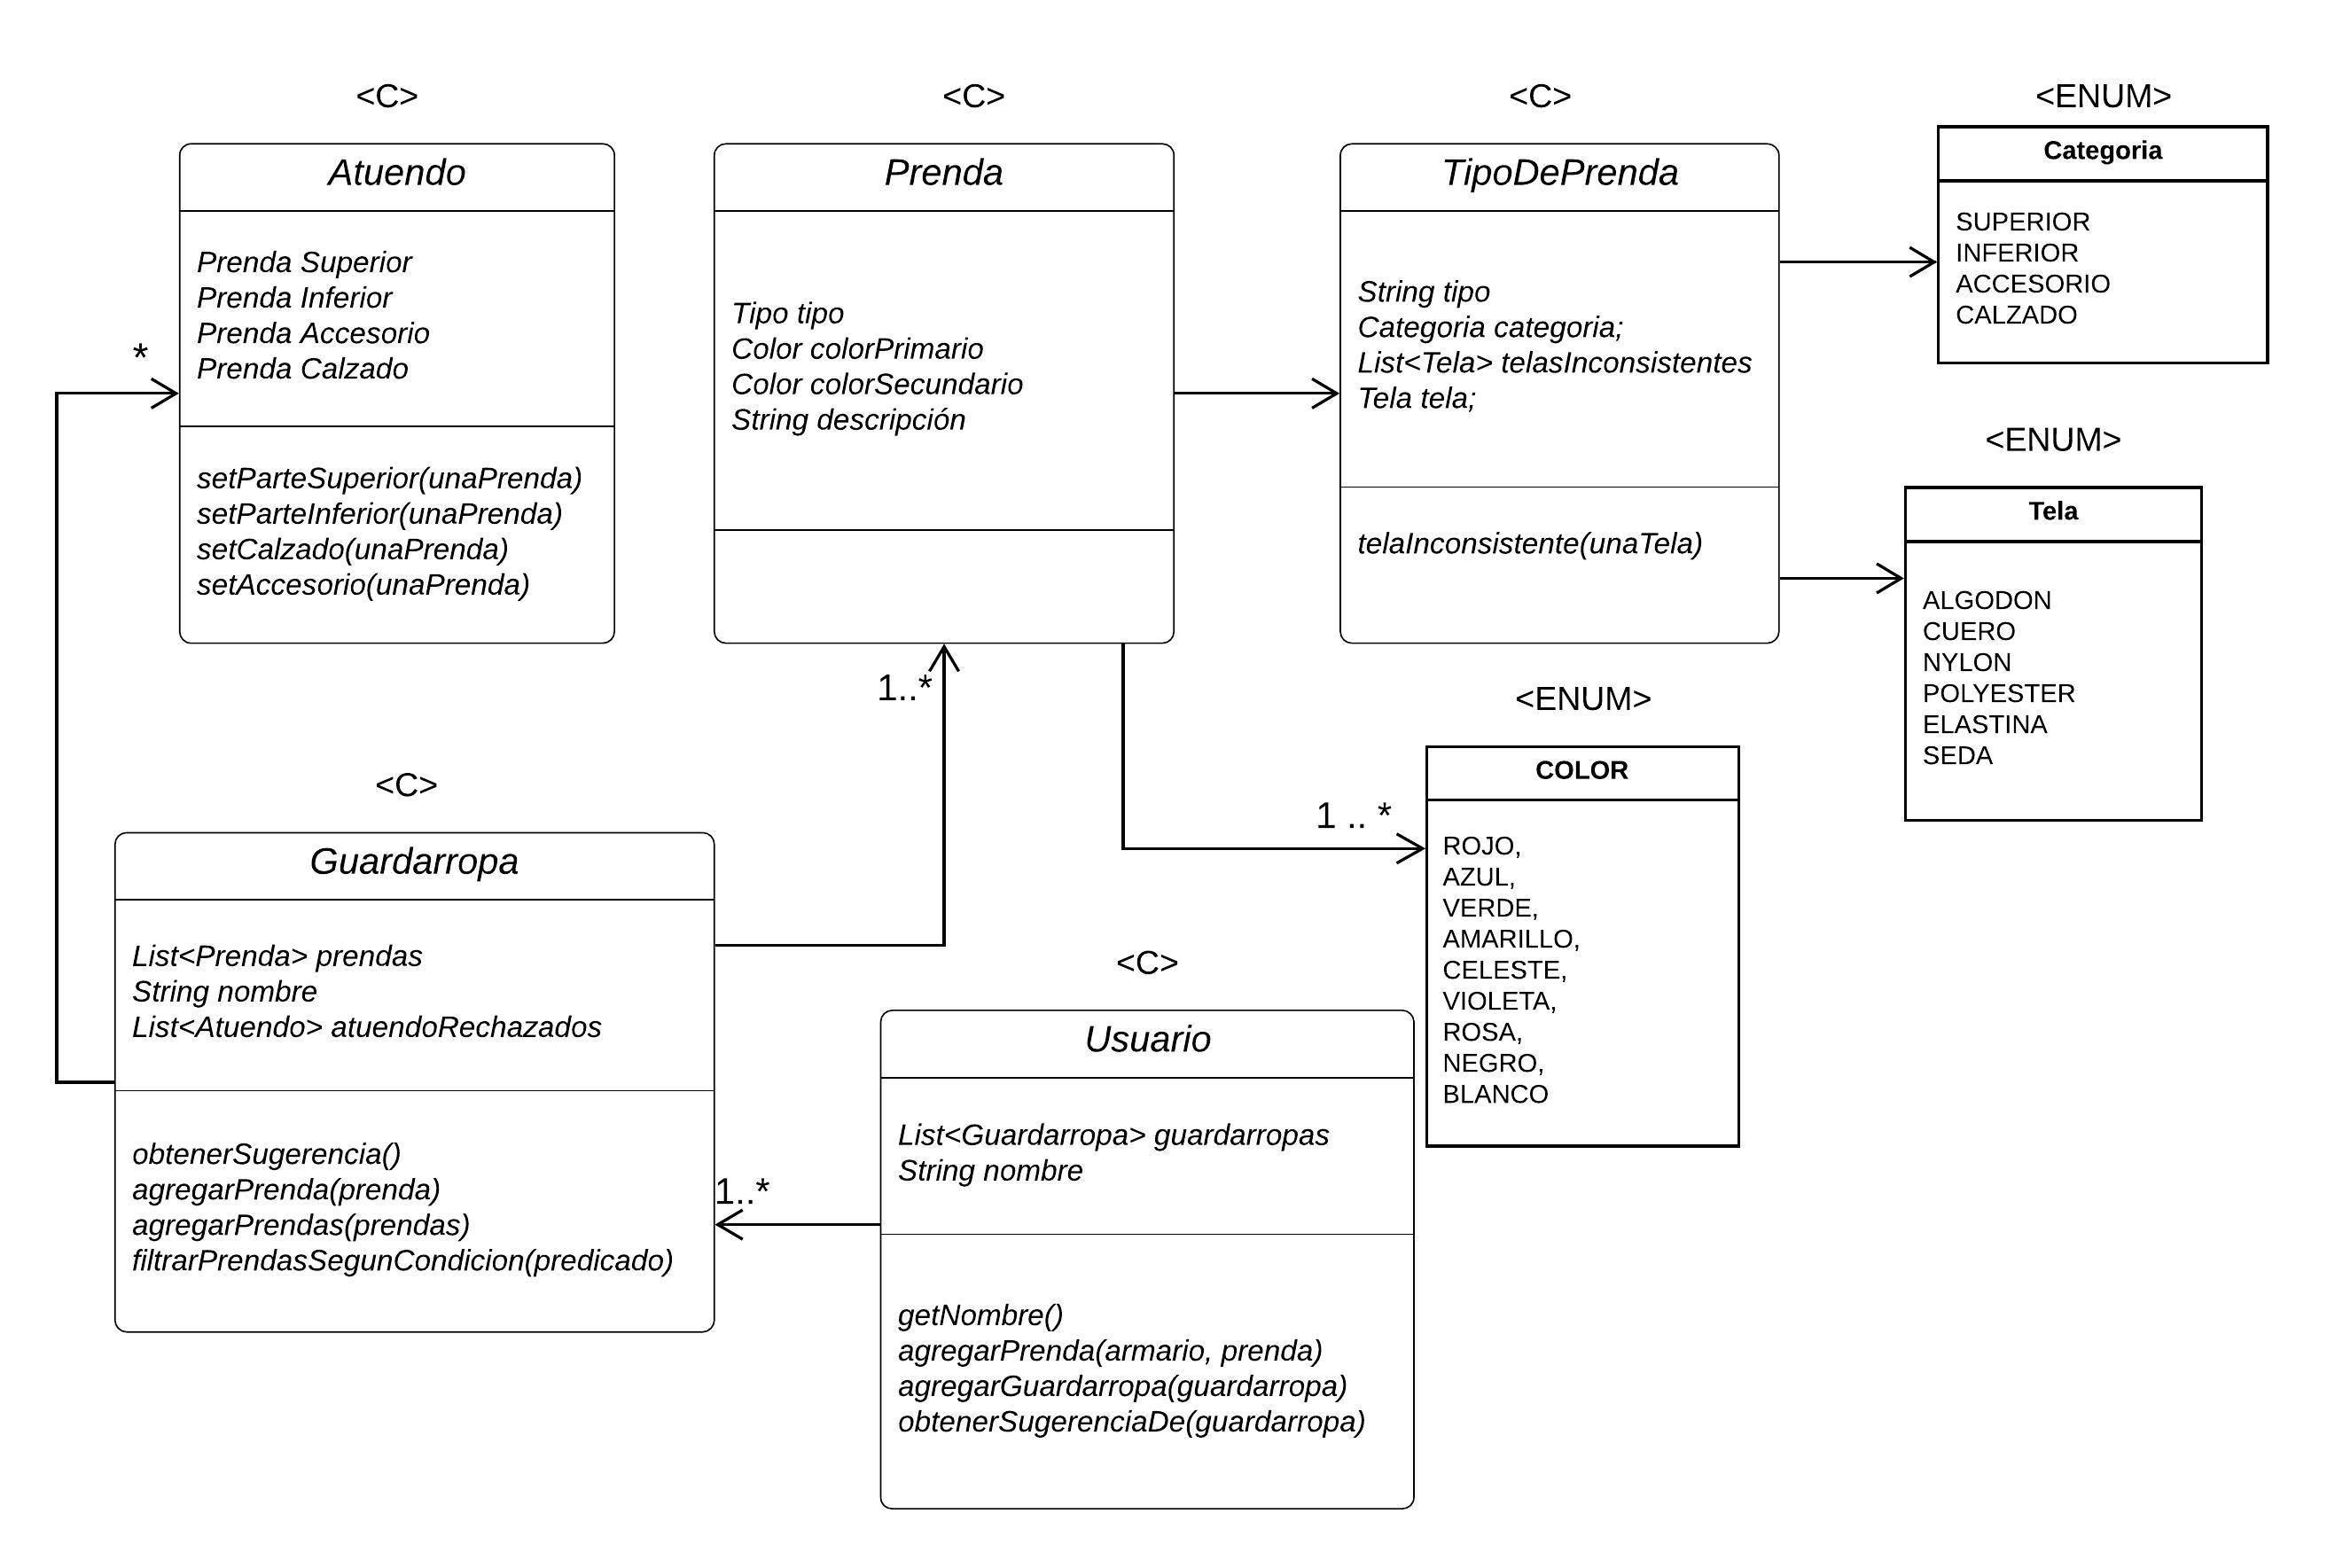 <C>
Atuendo
Prenda Superior
Prenda Inferior
Prenda Accesorio
Prenda Calzado
setParteSuperior(unaPrenda)
setParteInferior(unaPrenda)
setCalzado(unaPrenda)
setAccesorio(unaPrenda)
*
<C>
Prenda
Tipo tipo
Color colorPrimario
Color colorSecundario
String descripción
1..*
<C>
TipoDePrenda
String tipo
Categoria categoria;
List<Tela> telasInconsistentes
Tela tela;
telaInconsistente(unaTela)
<ENUM>
Categoria
SUPERIOR
INFERIOR
ACCESORIO
CALZADO
<ENUM>
Tela
ALGODON
CUERO
NYLON
POLYESTER
ELASTINA
SEDA
<ENUM>
COLOR
1 .. *
ROJO,
AZUL,
VERDE,
AMARILLO,
CELESTE,
VIOLETA,
ROSA,
NEGRO,
BLANCO
<C>
Guardarropa
List<Prenda> prendas
String nombre
List<Atuendo> atuendoRechazados
obtenerSugerencia()
agregarPrenda(prenda)
agregarPrendas(prendas)
filtrarPrendasSegunCondicion(predicado)
1..*
<C>
Usuario
List<Guardarropa> guardarropas
String nombre
getNombre()
agregarPrenda(armario, prenda)
agregarGuardarropa(guardarropa)
obtenerSugerenciaDe(guardarropa)